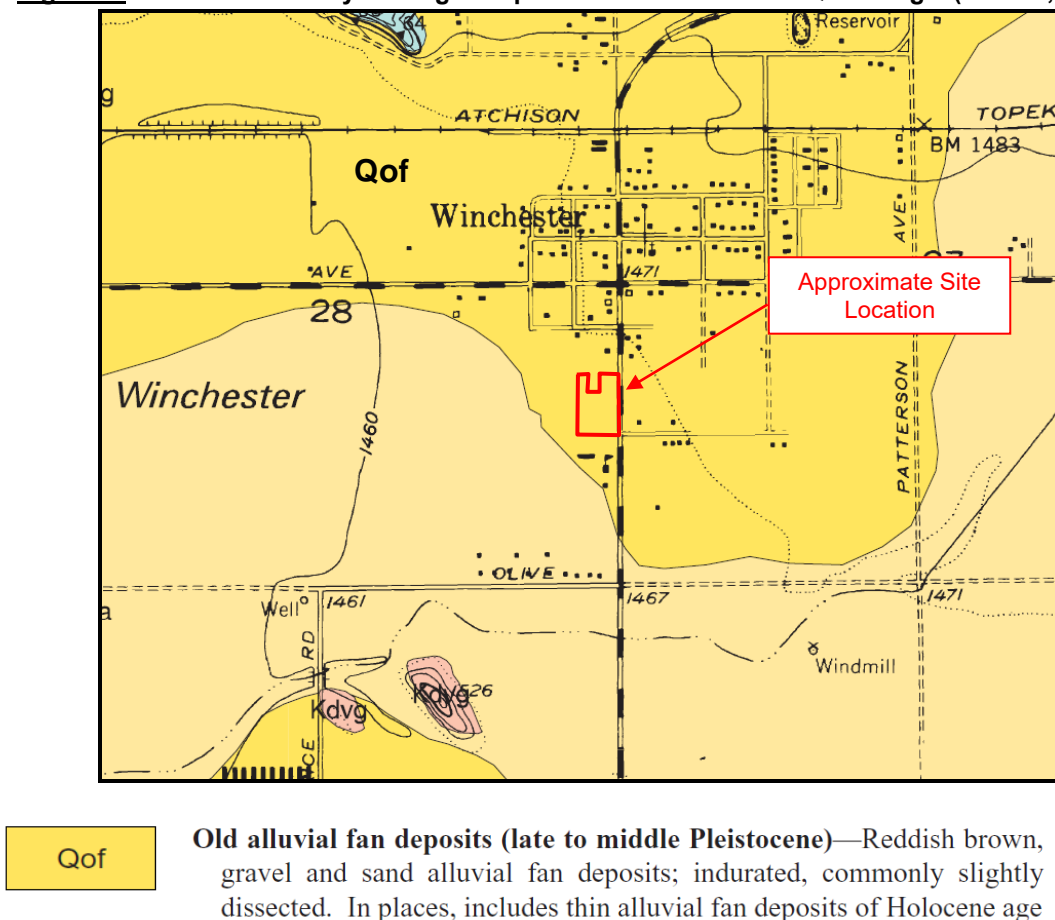 Reservoir
g
ATCHISON
TOPEK
BM 1483
Qof
Winchester
AVE
AVE
1471
28
Approximate Site
Location
Winchester
PATTERSON
1460
OLIVE
Well
1461
1467
1471
RD
Windmill
a
Kdvg
526
Kdvg
CE
Qof
Old alluvial fan deposits (late to middle Pleistocene)—Reddish brown,
gravel and sand alluvial fan deposits; indurated, commonly slightly
dissected. In places, includes thin alluvial fan deposits of Holocene age